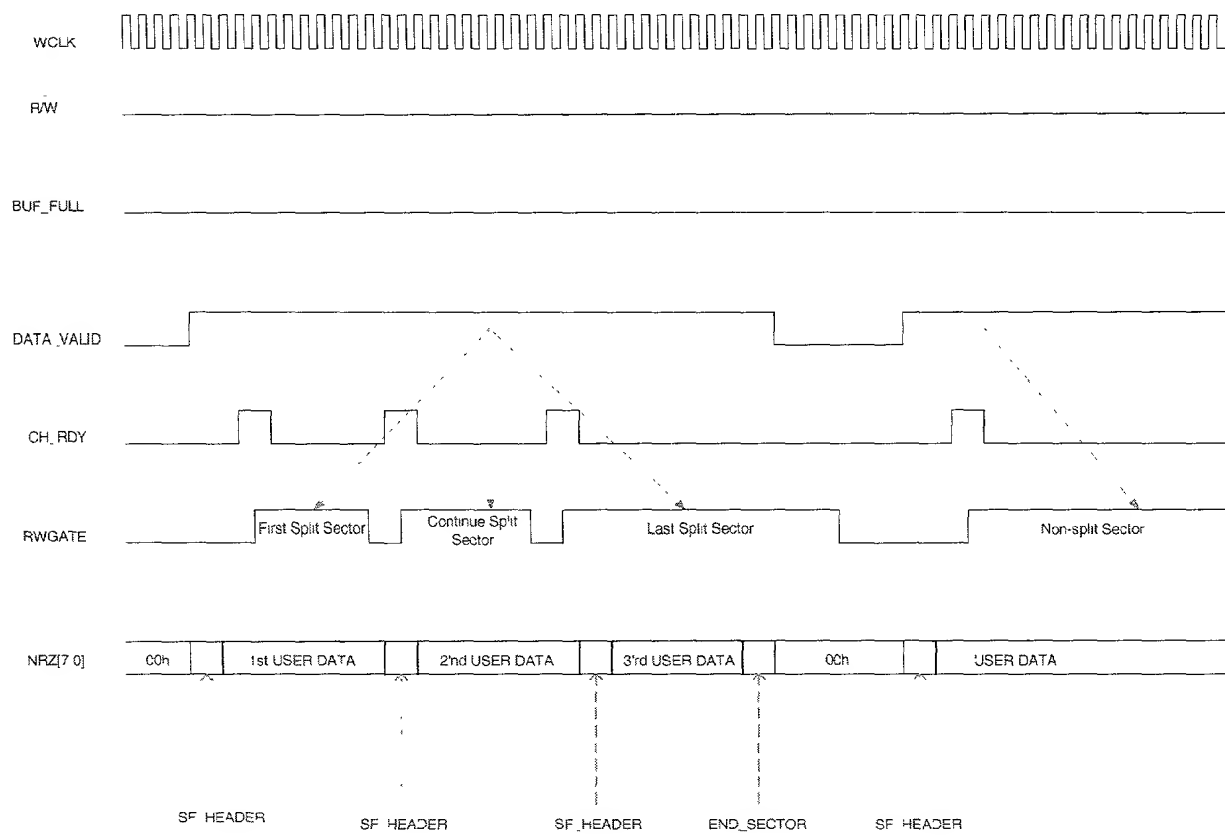 WCLK
R/W
BUF_FULL
DATA_VALID
CH_RDY
RWGATE
First Split Sector
Continue Split
Sector
Last Split Sector
Non-split Sector
NRZ[7 0]
00h
1st USER DATA
2'nd USER DATA
3'rd USER DATA
00h
USER DATA
SF_HEADER
SF_HEADER
SF_HEADER
END_SECTOR
SF_HEADER